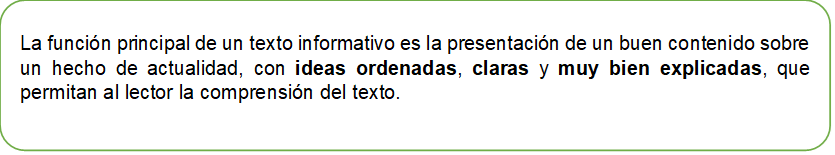 La función principal de un texto informativo es la presentación de un buen contenido sobre
un hecho de actualidad, con ideas ordenadas, claras y muy bien explicadas, que
permitan al lector la comprensión del texto.